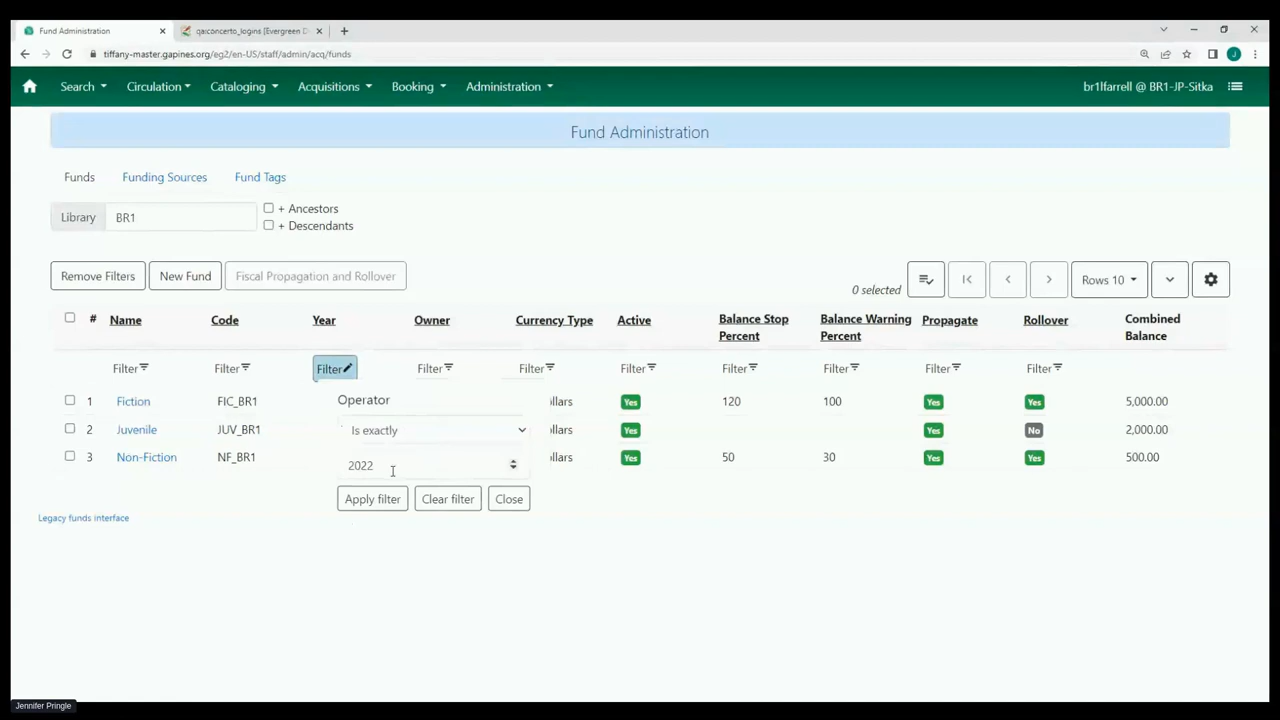 Fund Administration
qa:concerto_logins [Evergreen D
tiffany-master.gapines.org/eg2/en-US/staff/admin/acq/funds
Search Circulation Cataloging Acquisitions Booking Administration br1lfarrell @ BR1-JP-Sitka
Fund Administration
Funds Funding Sources Fund Tags
Library BR1
+ Ancestors
+ Descendants
Remove Filters New Fund Fiscal Propagation and Rollover 0 selected Rows 10
# Name Code Year Owner Currency Type Active Balance Stop Percent Balance Warning Percent Propagate Rollover Combined Balance
Filter Filter Filter Filter Filter Filter Filter Filter Filter Filter
1 Fiction FIC_BR1 Operator llars Yes 120 100 Yes Yes 5,000.00
2 Juvenile JUV_BR1 Is exactly llars Yes Yes No 2,000.00
3 Non-Fiction NF_BR1 2022 llars Yes 50 30 Yes Yes 500.00
Apply filter Clear filter Close
Legacy funds interface
Jennifer Pringle